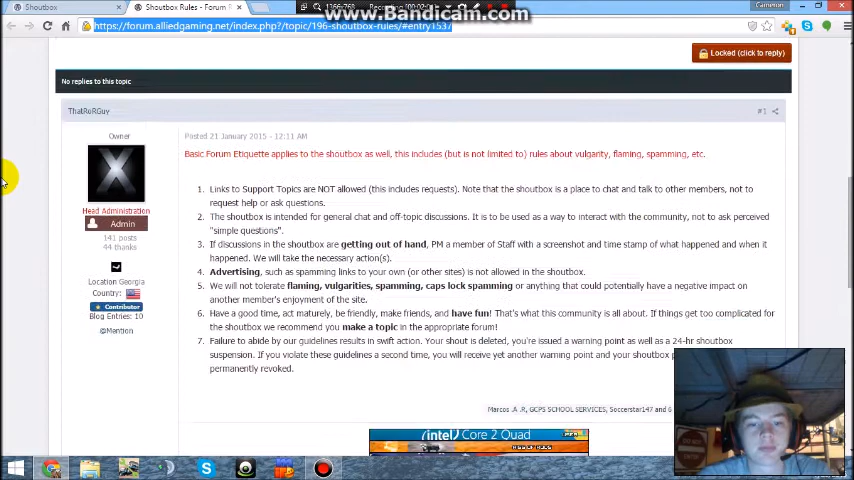 Shoutbox
Shoutbox Rules - Forum R
Recording [00:02:
www.Bandicam.com
Cameron
https://forum.alliedgaming.net/index.php?/topic/196-shoutbox-rules/#entry1537
Locked (click to reply)
No replies to this topic
ThatRoRGuy
#1
Owner
Posted 21 January 2015 - 12:11 AM
Basic Forum Etiquette applies to the shoutbox as well, this includes (but is not limited to) rules about vulgarity, flaming, spamming, etc.
1. Links to Support Topics are NOT allowed (this includes requests). Note that the shoutbox is a place to chat and talk to other members, not to
request help or ask questions.
2. The shoutbox is intended for general chat and off-topic discussions. It is to be used as a way to interact with the community, not to ask perceived
"simple questions".
3. If discussions in the shoutbox are getting out of hand, PM a member of Staff with a screenshot and time stamp of what happened and when it
happened. We will take the necessary action(s).
4. Advertising, such as spamming links to your own (or other sites) is not allowed in the shoutbox.
5. We will not tolerate flaming, vulgarities, spamming, caps lock spamming or anything that could potentially have a negative impact on
another member's enjoyment of the site.
6. Have a good time, act maturely, be friendly, make friends, and have fun! That's what this community is all about. If things get too complicated for
the shoutbox we recommend you make a topic in the appropriate forum!
7. Failure to abide by our guidelines results in swift action. Your shout is deleted, you're issued a warning point as well as a 24-hr shoutbox
suspension. If you violate these guidelines a second time, you will receive yet another warning point and your shoutbox
permanently revoked.
Head Administration
Admin
141 posts
44 thanks
Location Georgia
Country:
Contributor
Blog Entries: 10
@Mention
Marcos .A .R, GCPS SCHOOL SERVICES, Soccerstar147 and 6
intel Core 2 Quad